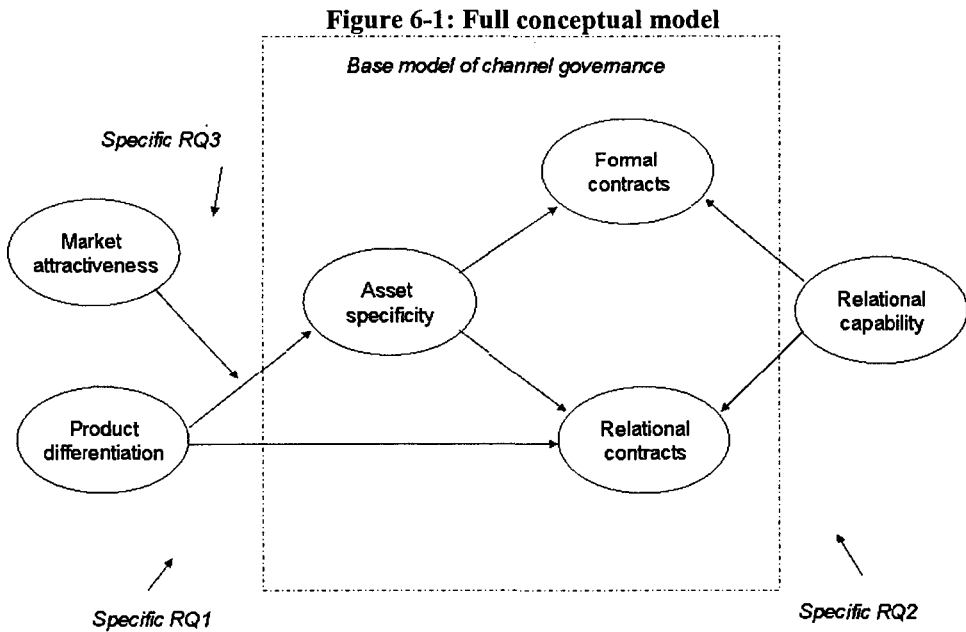 Figure 6-1: Full conceptual model
Base model of channel governance
Specific RQ3
Formal
contracts
Market
attractiveness
Asset
specificity
Relational
capability
Product
differentiation
Relational
contracts
Specific RQ1
Specific RQ2